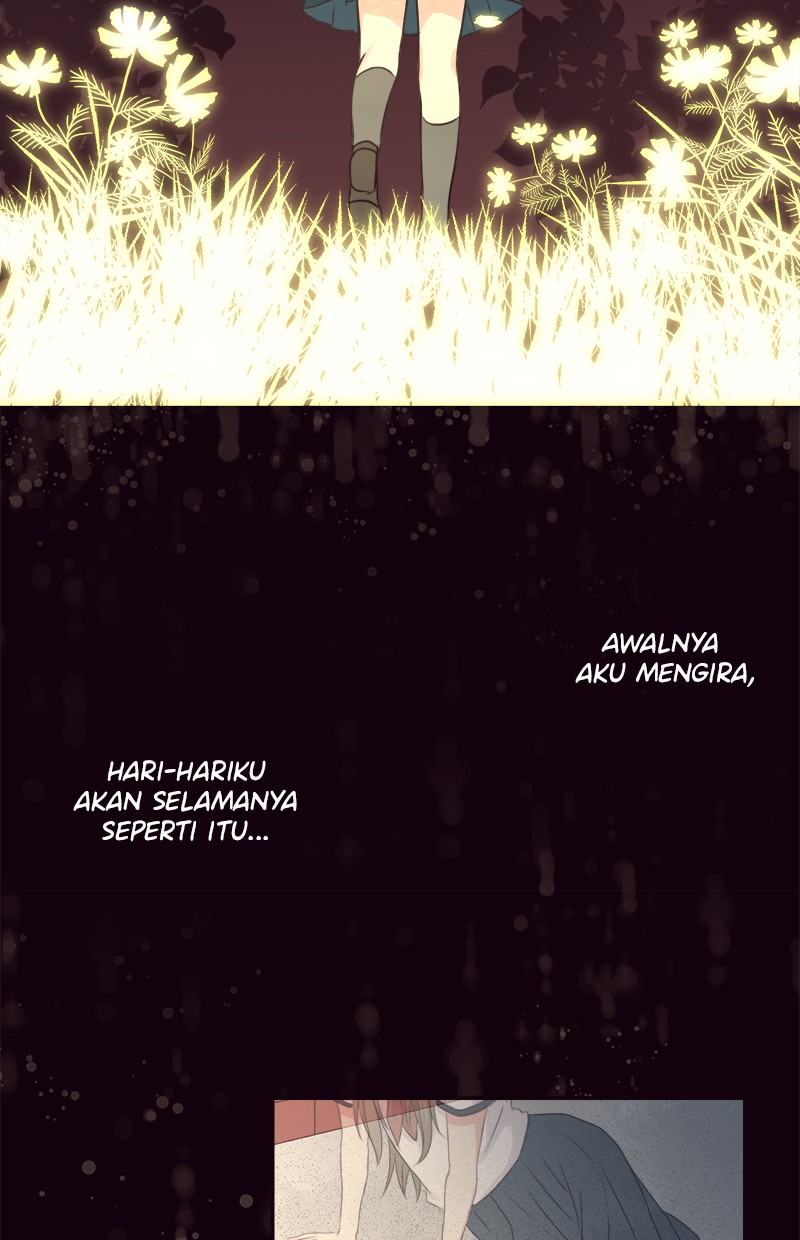 AWALNYA
AKU MENGIRA,
HARI-HARIKU
AKAN SELAMANYA
SEPERTI ITU...